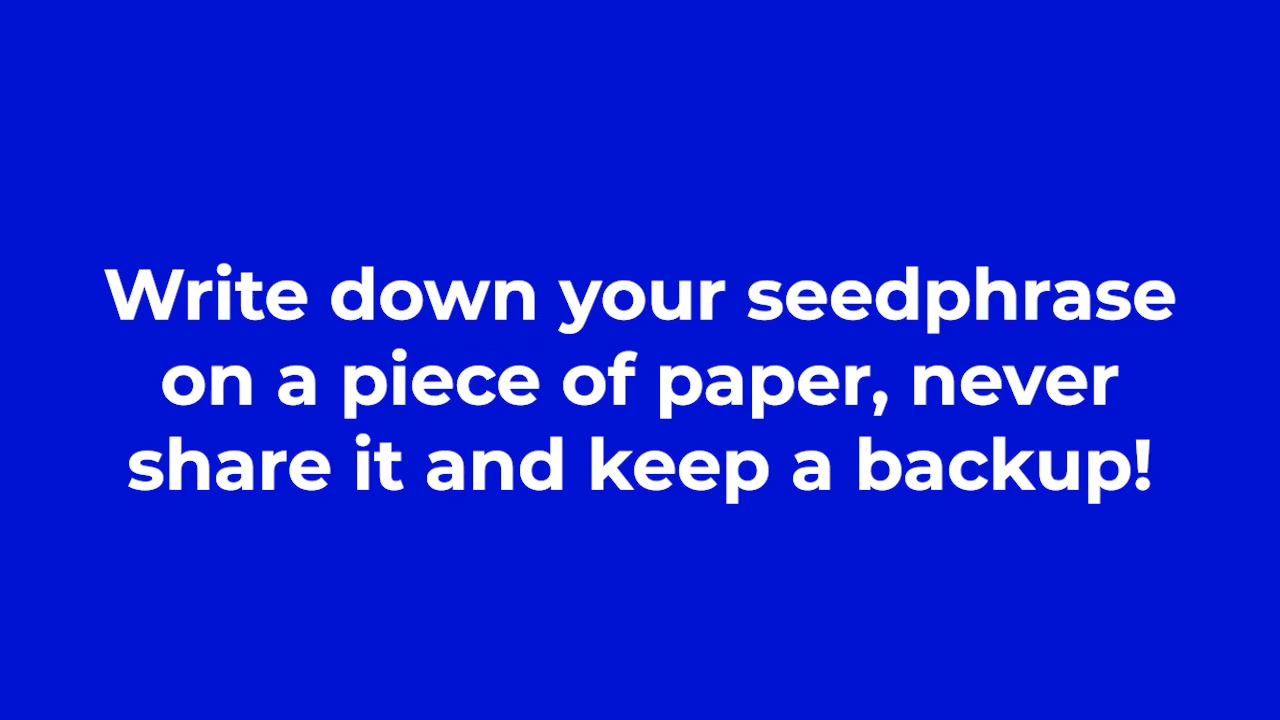 Write down your seedphrase
on a piece of paper, never
share it and keep a backup!